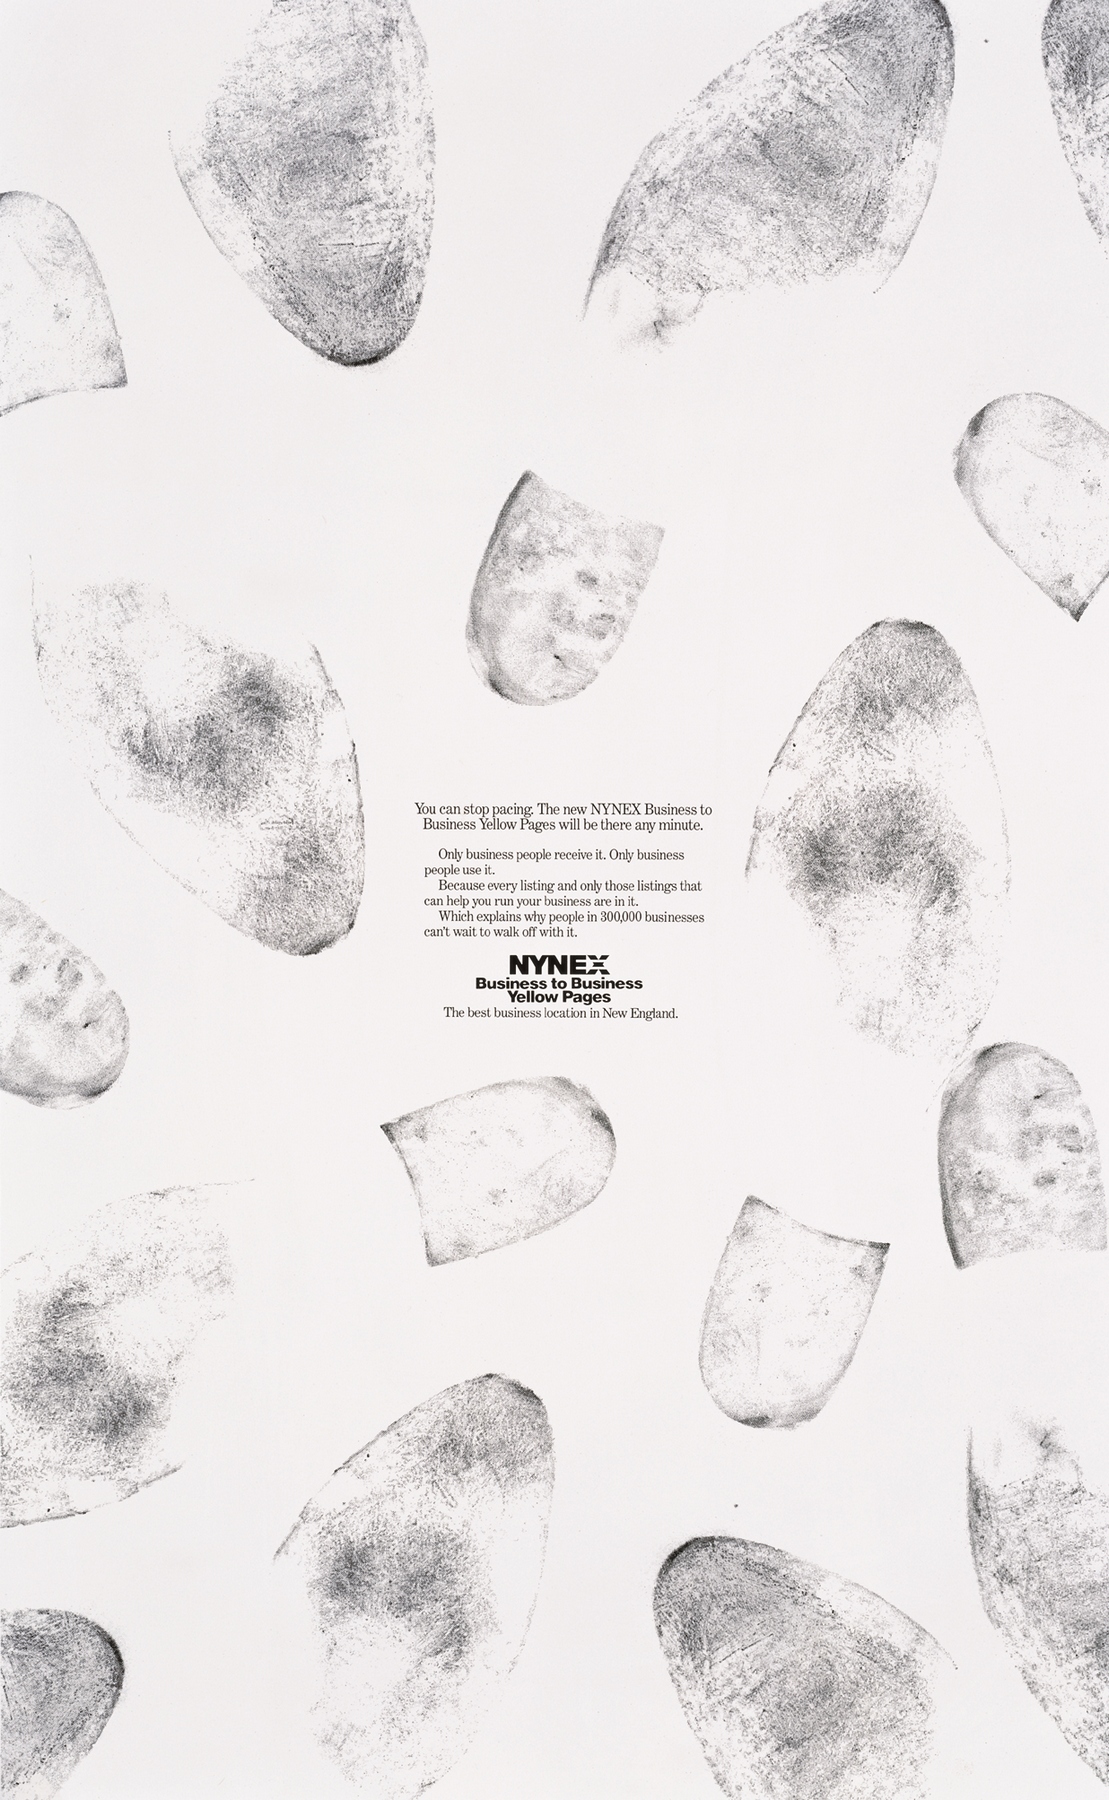 You can stop pacing. The new NYNEX Business to
Business Yellow Pages will be there any minute.
Only business people receive it. Only business
people use it.
Because every listing and only those listings that
can help you run your business are in it.
Which explains why people in 300,000 businesses
can't wait to walk off with it.
NYNEX
Business to Business
Yellow Pages
The best business location in New England.